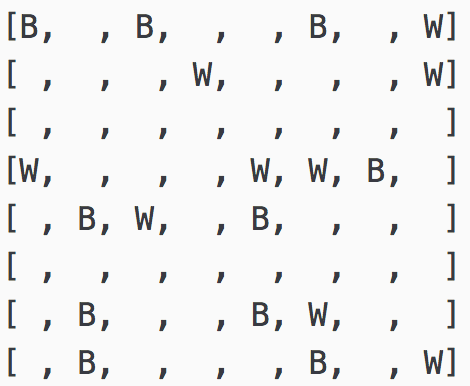 [B,  , B,  ,  , B,  , W]
[ ,  ,  , W,  ,  ,  , W]
[ ,  ,  ,  ,  ,  ,  ,  ]
[W,  ,  ,  , W, W, B,  ]
[ , B, W,  , B,  ,  ,  ]
[ ,  ,  ,  ,  ,  ,  ,  ]
[ , B,  ,  , B, W,  ,  ]
[ , B,  ,  ,  , B,  , W]